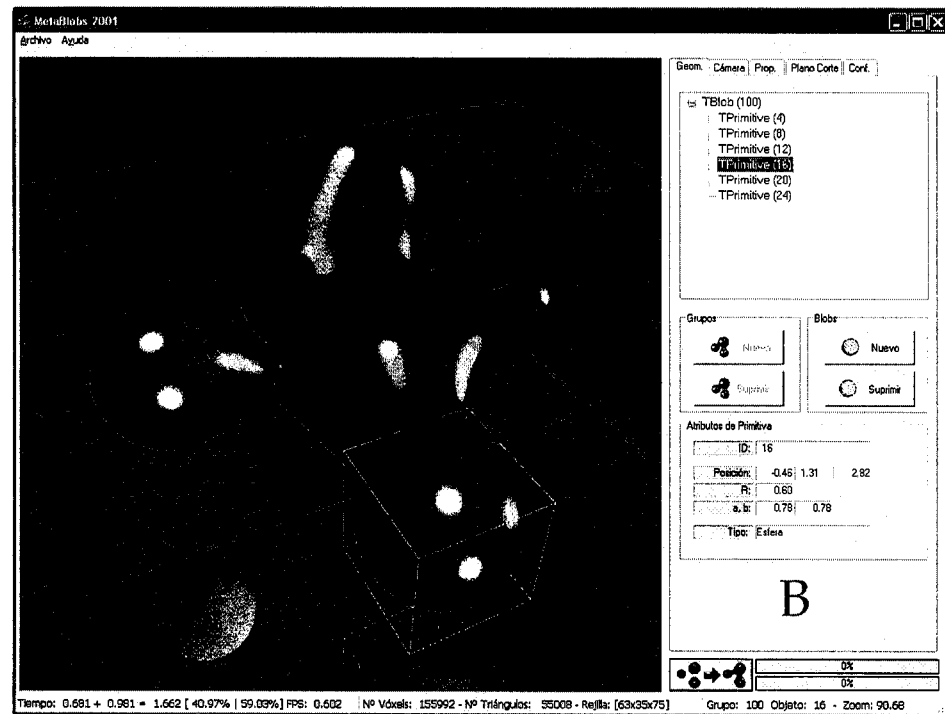 MetaBlobs 2001
Archivo Ayuda
Geom. Cámara Prop. Plano Corte Conf.
TBlob (100)
TPrimitive (4)
TPrimitive (8)
TPrimitive (12)
TPrimitive (16)
TPrimitive (20)
TPrimitive (24)
Grupos Blobs
Nuevo Nuevo
Suprimir Suprimir
Atributos de Primitiva
ID: 16
Posición: -0.46 1.31 2.82
R: 0.60
a, b: 0.78 0.78
Tipo: Esfera
B
0%
0%
Tiempo: 0.681 + 0.981 = 1.662 [ 40.97% | 59.03%] FPS: 0.602 Nº Vóxels: 155992 - Nº Triángulos: 55008 - Rejilla: [63x35x75] Grupo: 100 Objeto: 16 - Zoom: 90.68